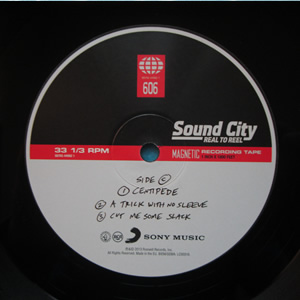 606
Sound City
REAL TO REEL
33 1/3 RPM
MAGNETIC RECORDING TAPE
SIDE C
1 CENTIPEDE
2 A TRICK WITH NO SLEEVE
3 CUT ME SOME SLACK
RCA
SONY MUSIC